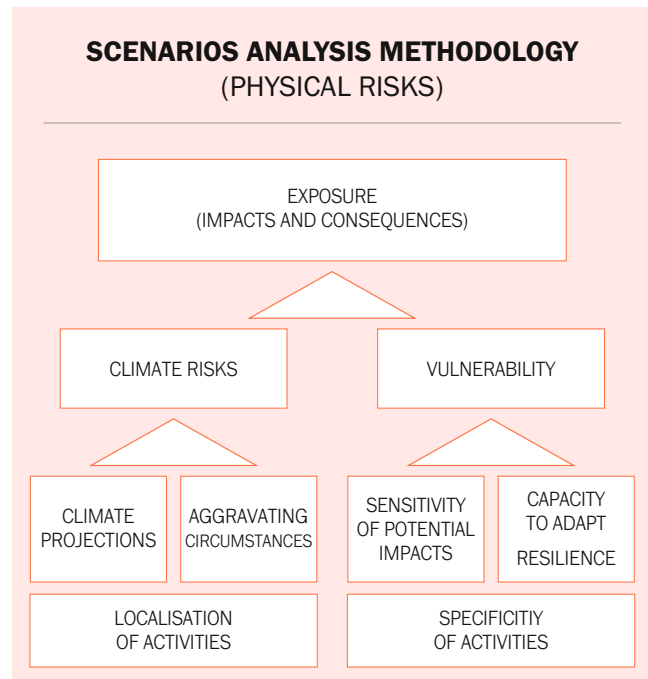 SCENARIOS ANALYSIS METHODOLOGY
(PHYSICAL RISKS)
EXPOSURE
(IMPACTS AND CONSEQUENCES)
CLIMATE RISKS
VULNERABILITY
CLIMATE
PROJECTIONS
AGGRAVATING
CIRCUMSTANCES
SENSITIVITY
OF POTENTIAL
IMPACTS
CAPACITY
TO ADAPT
RESILIENCE
LOCALISATION
OF ACTIVITIES
SPECIFICITIY
OF ACTIVITIES